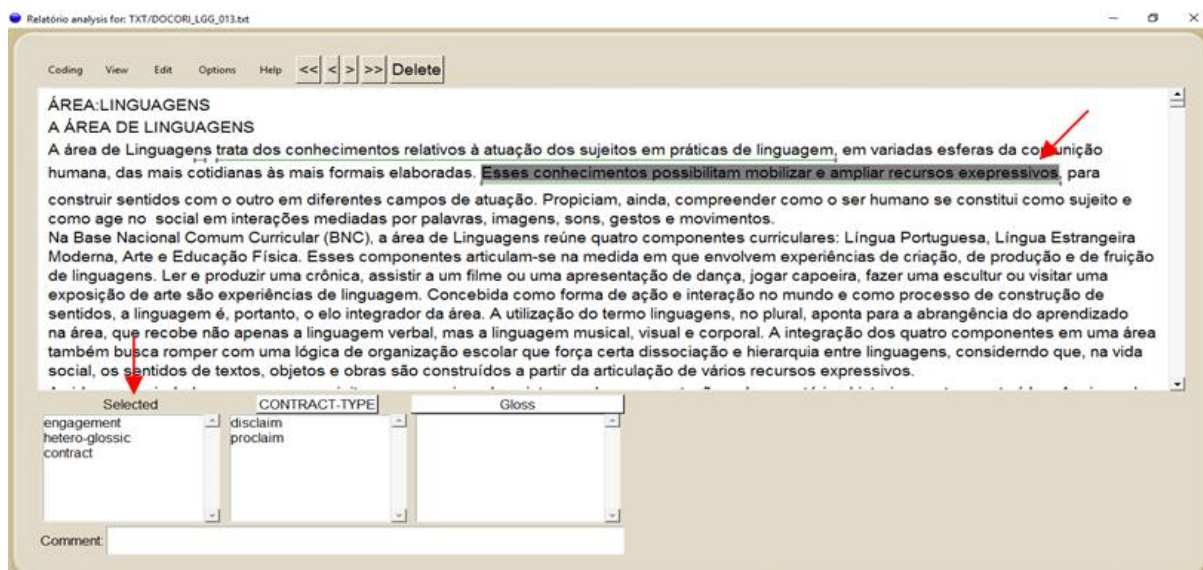 Relatório analysis for: TXT/DOCORI_LGG_013.txt
Coding View Edit Options Help << < > >> Delete
ÁREA:LINGUAGENS
A ÁREA DE LINGUAGENS
A área de Linguagens trata dos conhecimentos relativos à atuação dos sujeitos em práticas de linguagem, em variadas esferas da comunição
humana, das mais cotidianas às mais formais elaboradas. Esses conhecimentos possibilitam mobilizar e ampliar recursos exepressivos, para
construir sentidos com o outro em diferentes campos de atuação. Propiciam, ainda, compreender como o ser humano se constitui como sujeito e
como age no social em interações mediadas por palavras, imagens, sons, gestos e movimentos.
Na Base Nacional Comum Curricular (BNC), a área de Linguagens reúne quatro componentes curriculares: Língua Portuguesa, Língua Estrangeira
Moderna, Arte e Educação Física. Esses componentes articulam-se na medida em que envolvem experiências de criação, de produção e de fruição
de linguagens. Ler e produzir uma crônica, assistir a um filme ou uma apresentação de dança, jogar capoeira, fazer uma escultur ou visitar uma
exposição de arte são experiências de linguagem. Concebida como forma de ação e interação no mundo e como processo de construção de
sentidos, a linguagem é, portanto, o elo integrador da área. A utilização do termo linguagens, no plural, aponta para a abrangência do aprendizado
na área, que recobe não apenas a linguagem verbal, mas a linguagem musical, visual e corporal. A integração dos quatro componentes em uma área
também busca romper com uma lógica de organização escolar que força certa dissociação e hierarquia entre linguagens, considerndo que, na vida
social, os sentidos de textos, objetos e obras são construídos a partir da articulação de vários recursos expressivos.
Selected CONTRACT-TYPE Gloss
engagement disclaim
hetero-glossic proclaim
contract
Comment: